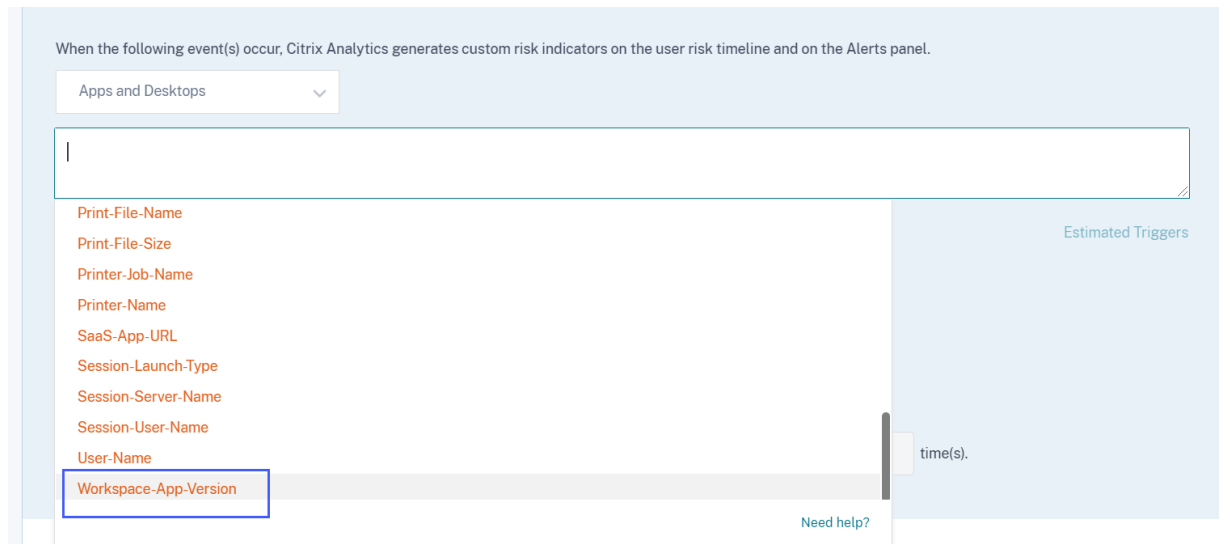 When the following event(s) occur, Citrix Analytics generates custom risk indicators on the user risk timeline and on the Alerts panel.
Apps and Desktops
Print-File-Name
Estimated Triggers
Print-File-Size
Printer-Job-Name
Printer-Name
SaaS-App-URL
Session-Launch-Type
Session-Server-Name
Session-User-Name
User-Name
time(s).
Workspace-App-Version
Need help?